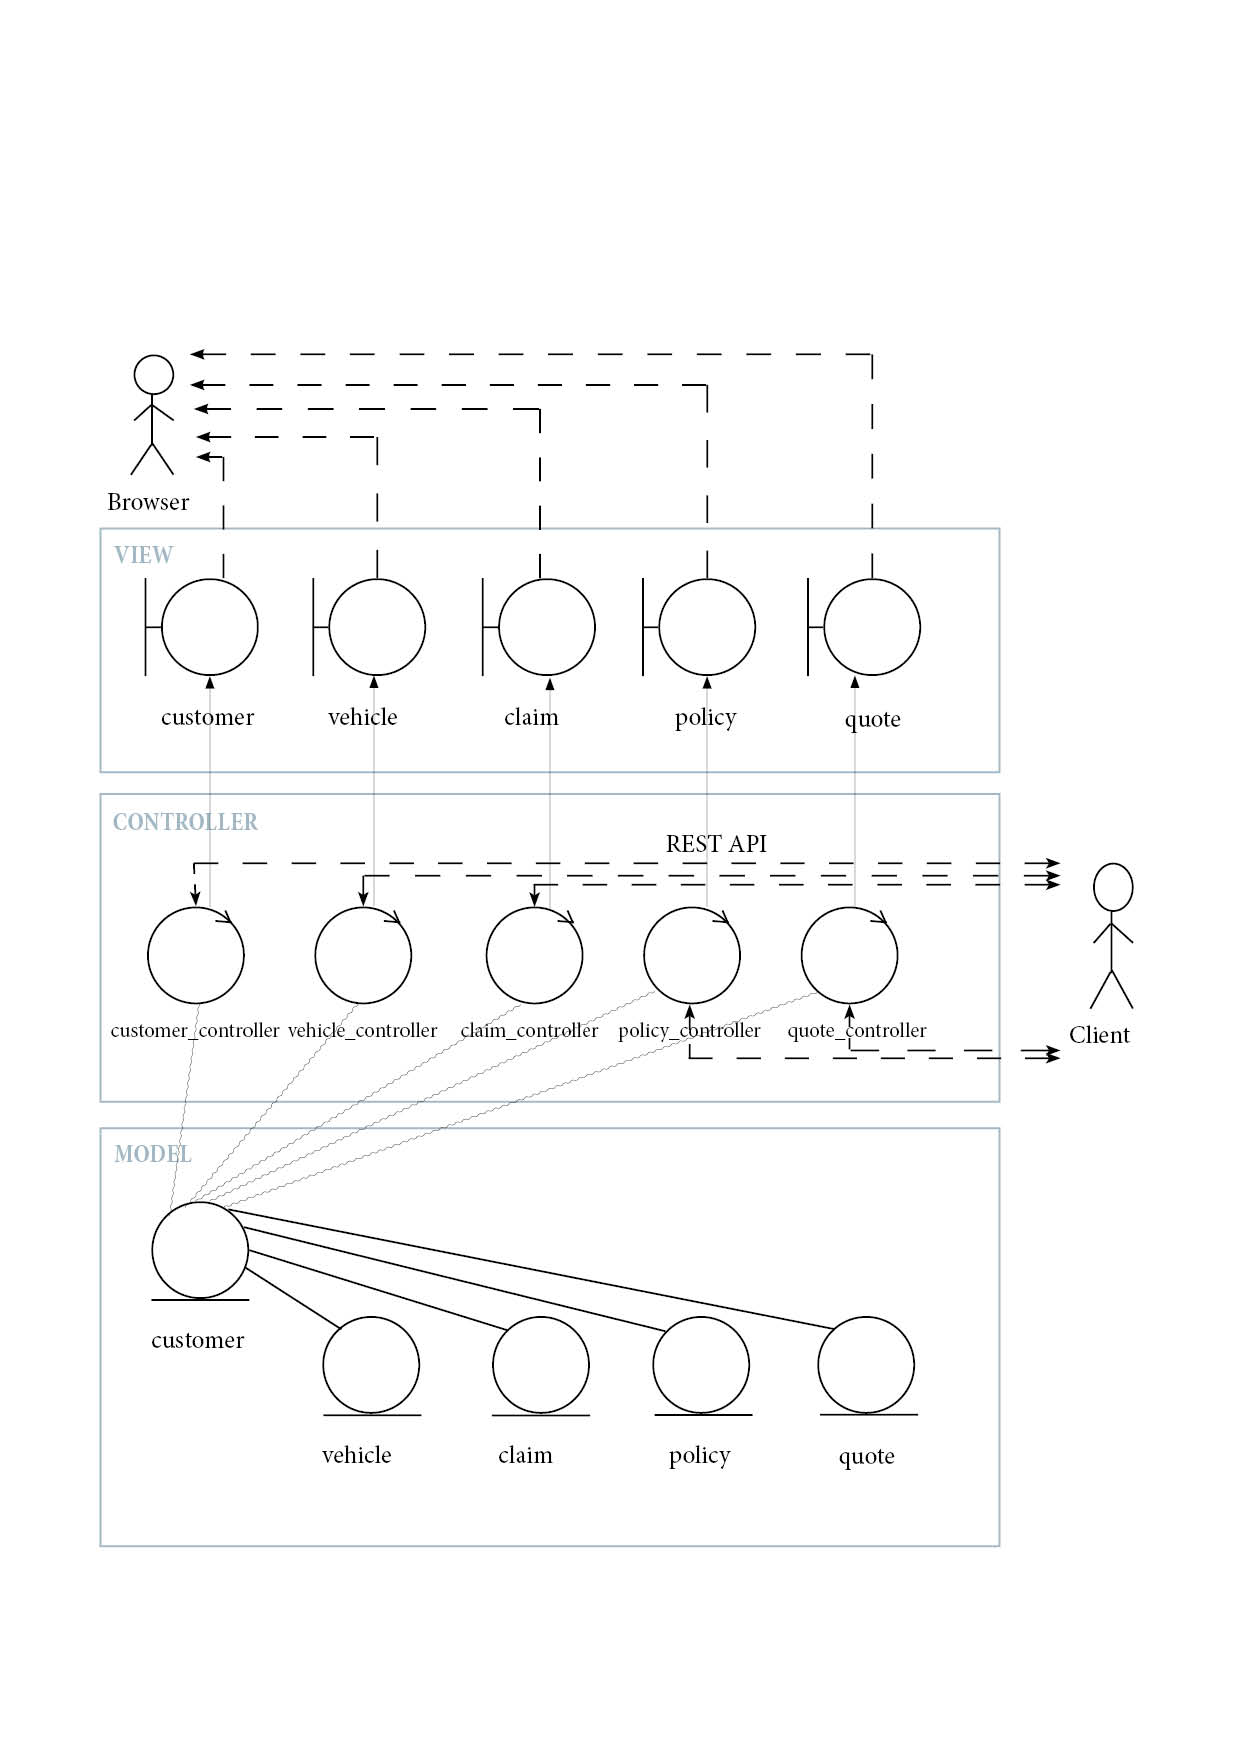 Browser
VIEW
customer
vehicle
claim
policy
quote
CONTROLLER
REST API
customer_controller
vehicle_controller
claim_controller
policy_controller
quote_controller
Client
MODEL
customer
vehicle
claim
policy
quote